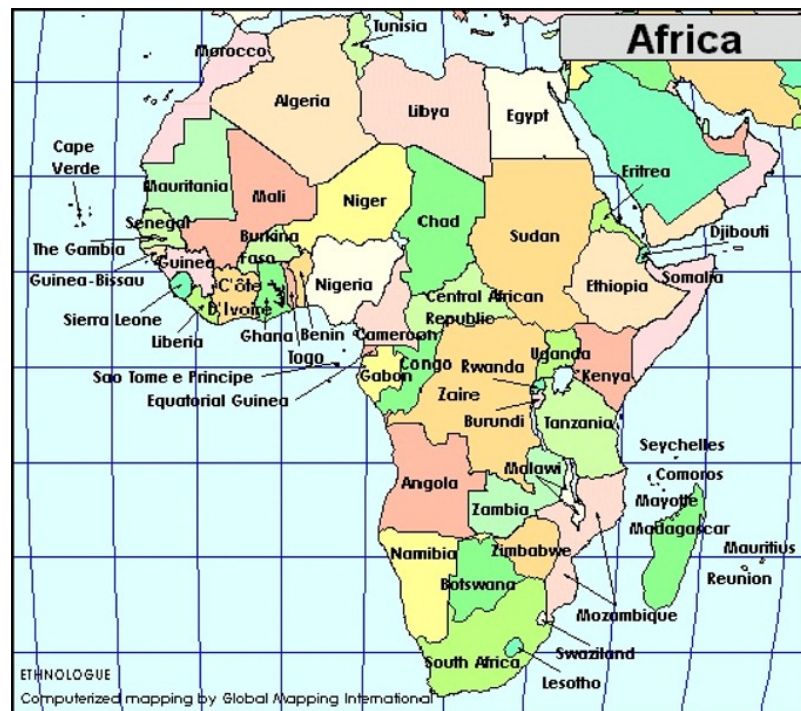 Africa
Tunisia
Morocco
Algeria
Libya
Egypt
Cape
Verde
Mauritania
Mali
Niger
Chad
Sudan
Eritrea
Senegal
The Gambia
Burkina
Faso
Djibouti
Guinea-Bissau
Guinea
Nigeria
Somalia
Ethiopia
Côte
D'Ivoire
Sierra Leone
Central African
Republic
Liberia
Ghana
Benin
Togo
Cameroon
Uganda
Kenya
Congo
Rwanda
Sao Tome e Principe
Gabon
Zaire
Equatorial Guinea
Burundi
Tanzania
Seychelles
Malawi
Comoros
Angola
Zambia
Mayotte
Madagascar
Namibia
Zimbabwe
Mauritius
Botswana
Reunion
Mozambique
Swaziland
South Africa
Lesotho
ETHNOLOGUE
Computerized mapping by Global Mapping International